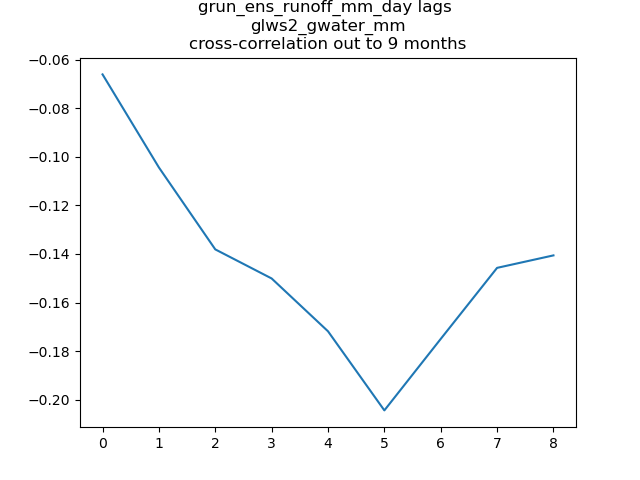 grun_ens_runoff_mm_day lags
glws2_gwater_mm
cross-correlation out to 9 months
−0.06
−0.08
−0.10
−0.12
−0.14
−0.16
−0.18
−0.20
0 1 2 3 4 5 6 7 8